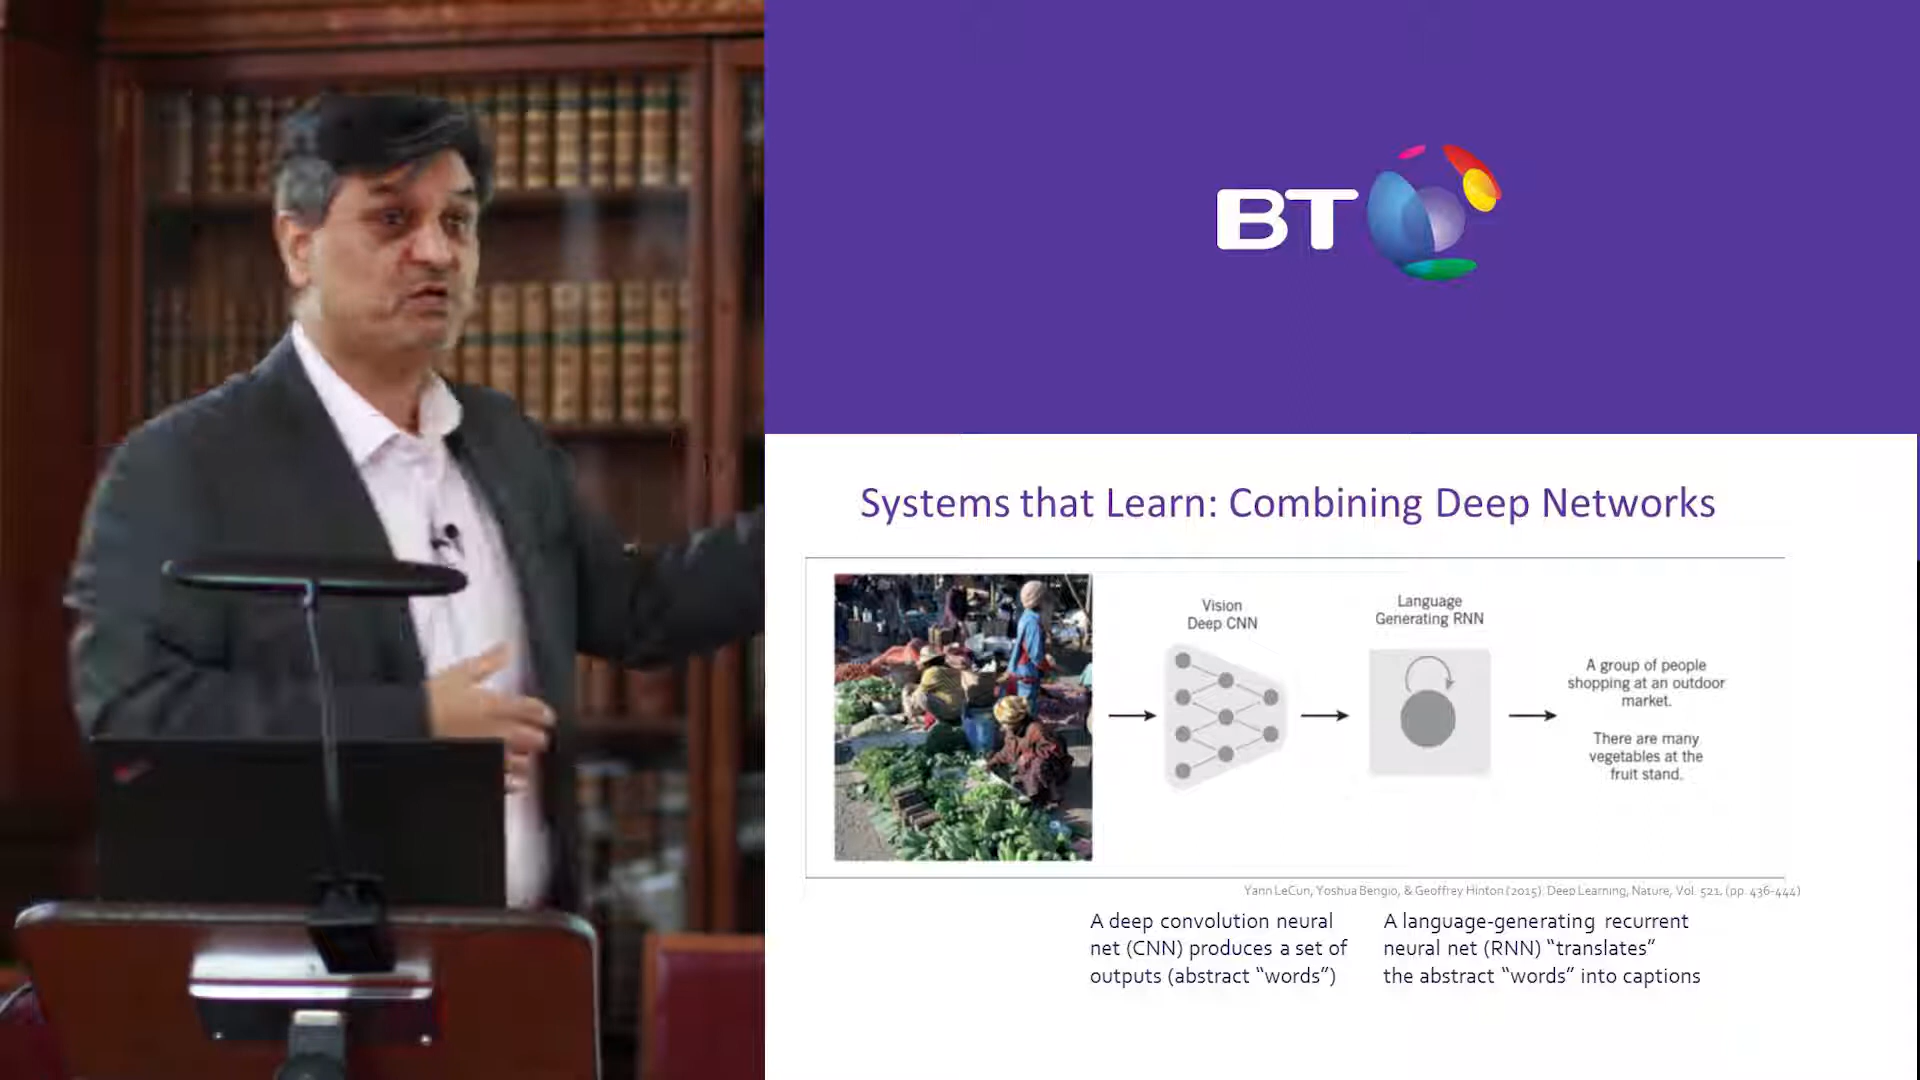 BT
Systems that Learn: Combining Deep Networks
Vision
Deep CNN
Language
Generating RNN
A group of people
shopping at an outdoor
market.
There are many
vegetables at the
fruit stand.
Yann LeCun, Yoshua Bengio, & Geoffrey Hinton (2015). Deep Learning, Nature, Vol. 521, (pp. 436-444)
A deep convolution neural
net (CNN) produces a set of
outputs (abstract “words”)
A language-generating recurrent
neural net (RNN) “translates”
the abstract “words” into captions